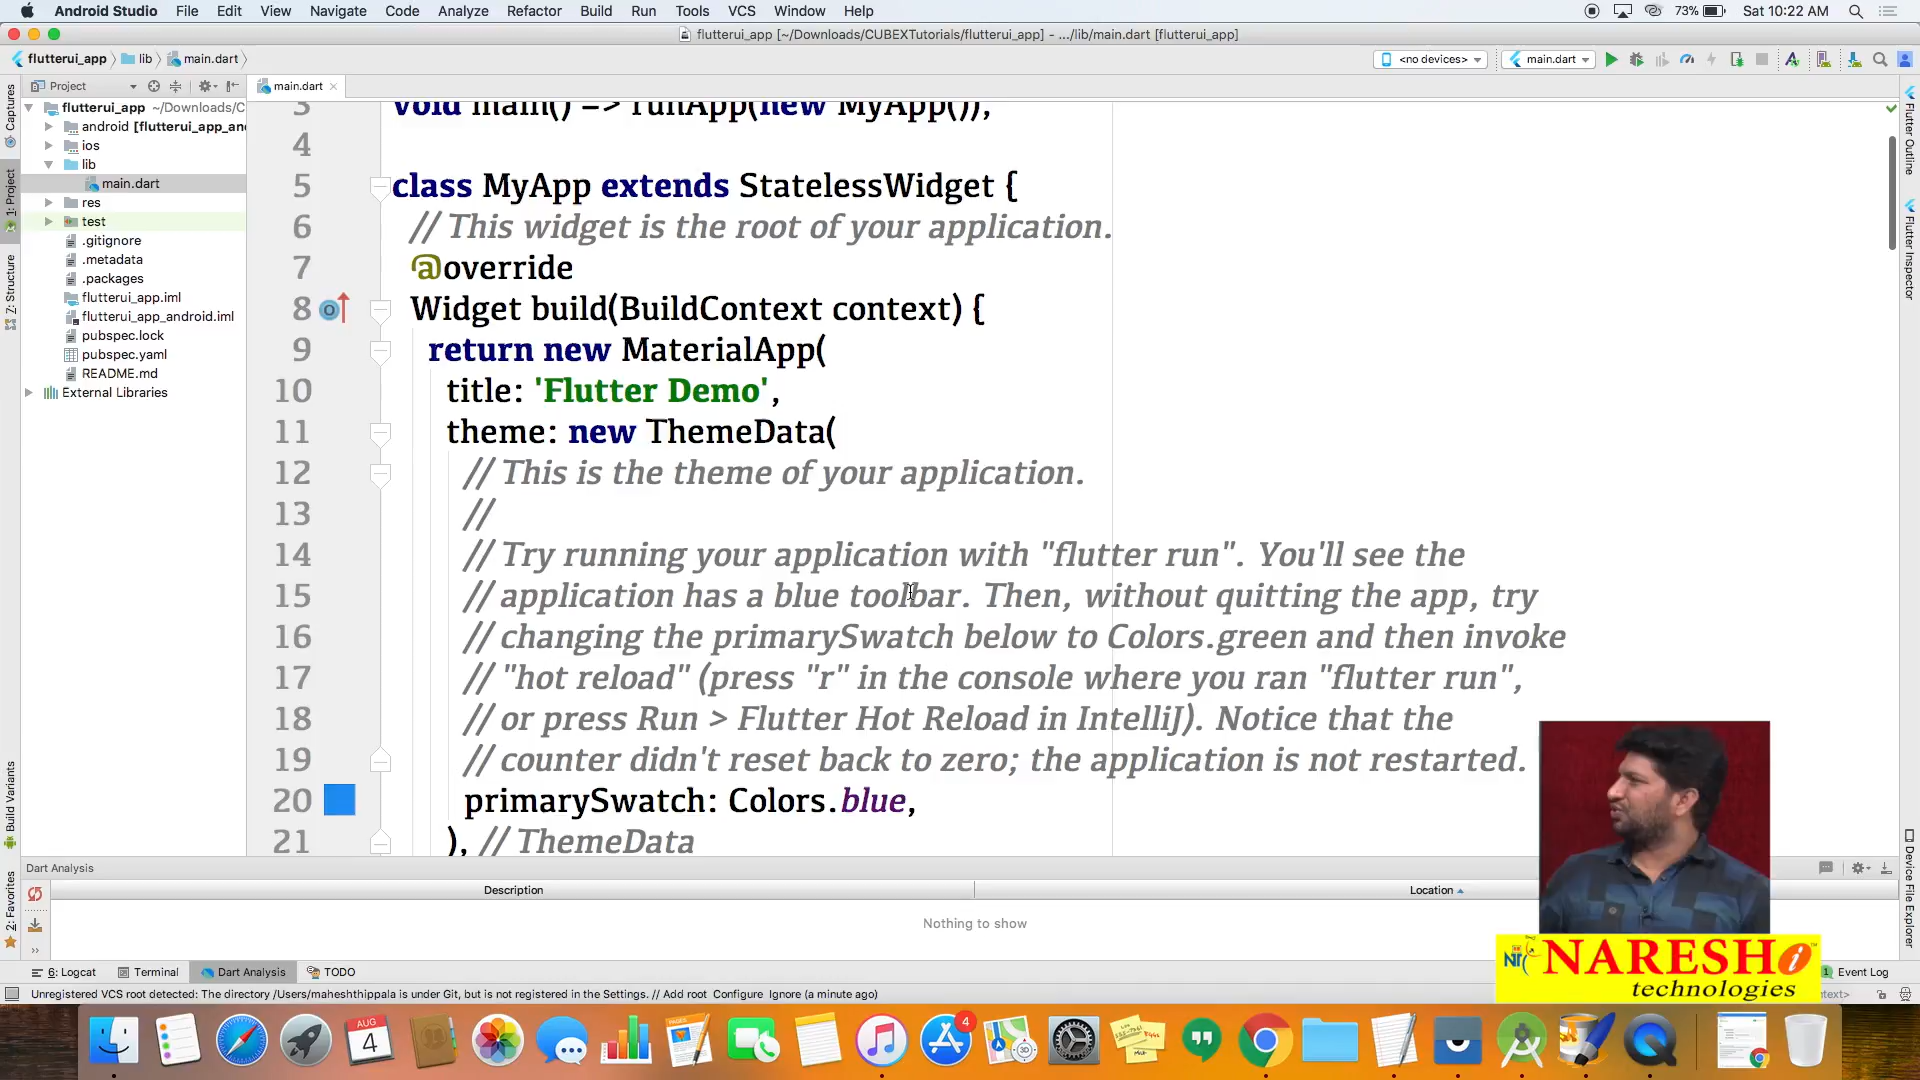 Android Studio File Edit View Navigate Code Analyze Refactor Build Run Tools VCS Window Help 73% Sat 10:22 AM
flutterui_app [~/Downloads/CUBEXTutorials/flutterui_app] - .../lib/main.dart [flutterui_app]
flutterui_app lib main.dart <no devices> main.dart
Project main.dart
flutterui_app ~/Downloads/C
android [flutterui_app_an
ios
lib
main.dart
res
test
.gitignore
.metadata
.packages
flutterui_app.iml
flutterui_app_android.iml
pubspec.lock
pubspec.yaml
README.md
External Libraries
Captures
1: Project
Z: Structure
Build Variants
2: Favorites
3 void main() => runApp(new MyApp());
4
5 class MyApp extends StatelessWidget {
6 // This widget is the root of your application.
7 @override
8 Widget build(BuildContext context) {
9 return new MaterialApp(
10 title: 'Flutter Demo',
11 theme: new ThemeData(
12 // This is the theme of your application.
13 //
14 // Try running your application with "flutter run". You'll see the
15 // application has a blue toolbar. Then, without quitting the app, try
16 // changing the primarySwatch below to Colors.green and then invoke
17 // "hot reload" (press "r" in the console where you ran "flutter run",
18 // or press Run > Flutter Hot Reload in IntelliJ). Notice that the
19 // counter didn't reset back to zero; the application is not restarted.
20 primarySwatch: Colors.blue,
21 ), // ThemeData
Flutter Outline
Flutter Inspector
Device File Explorer
Dart Analysis
Description Location
Nothing to show
NARESH i
technologies
6: Logcat Terminal Dart Analysis TODO 1 Event Log
Unregistered VCS root detected: The directory /Users/maheshthippala is under Git, but is not registered in the Settings. // Add root Configure Ignore (a minute ago)
AUG
4
4